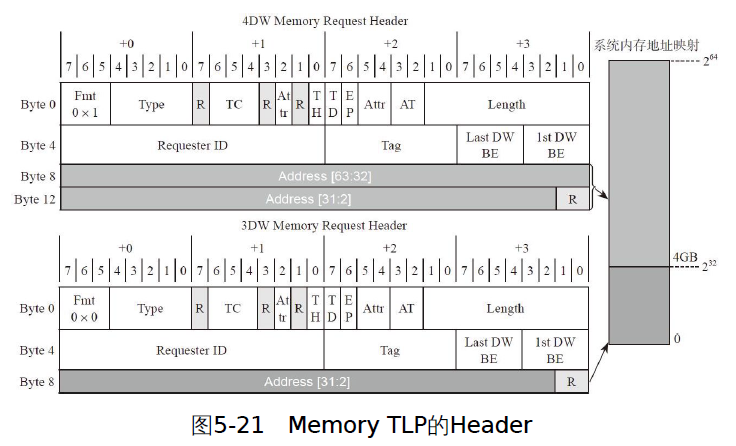 4DW Memory Request Header
+0 +1 +2 +3
7 6 5 4 3 2 1 0 7 6 5 4 3 2 1 0 7 6 5 4 3 2 1 0 7 6 5 4 3 2 1 0
Byte 0 Fmt 0×1 Type R TC R Attr R TH TD EP Attr AT Length
Byte 4 Requester ID Tag Last DW BE 1st DW BE
Byte 8 Address [63:32]
Byte 12 Address [31:2] R
3DW Memory Request Header
+0 +1 +2 +3
7 6 5 4 3 2 1 0 7 6 5 4 3 2 1 0 7 6 5 4 3 2 1 0 7 6 5 4 3 2 1 0
Byte 0 Fmt 0×0 Type R TC R Attr R TH TD EP Attr AT Length
Byte 4 Requester ID Tag Last DW BE 1st DW BE
Byte 8 Address [31:2] R
系统内存地址映射
2⁶⁴
4GB
2³²
0
图5-21 Memory TLP的Header